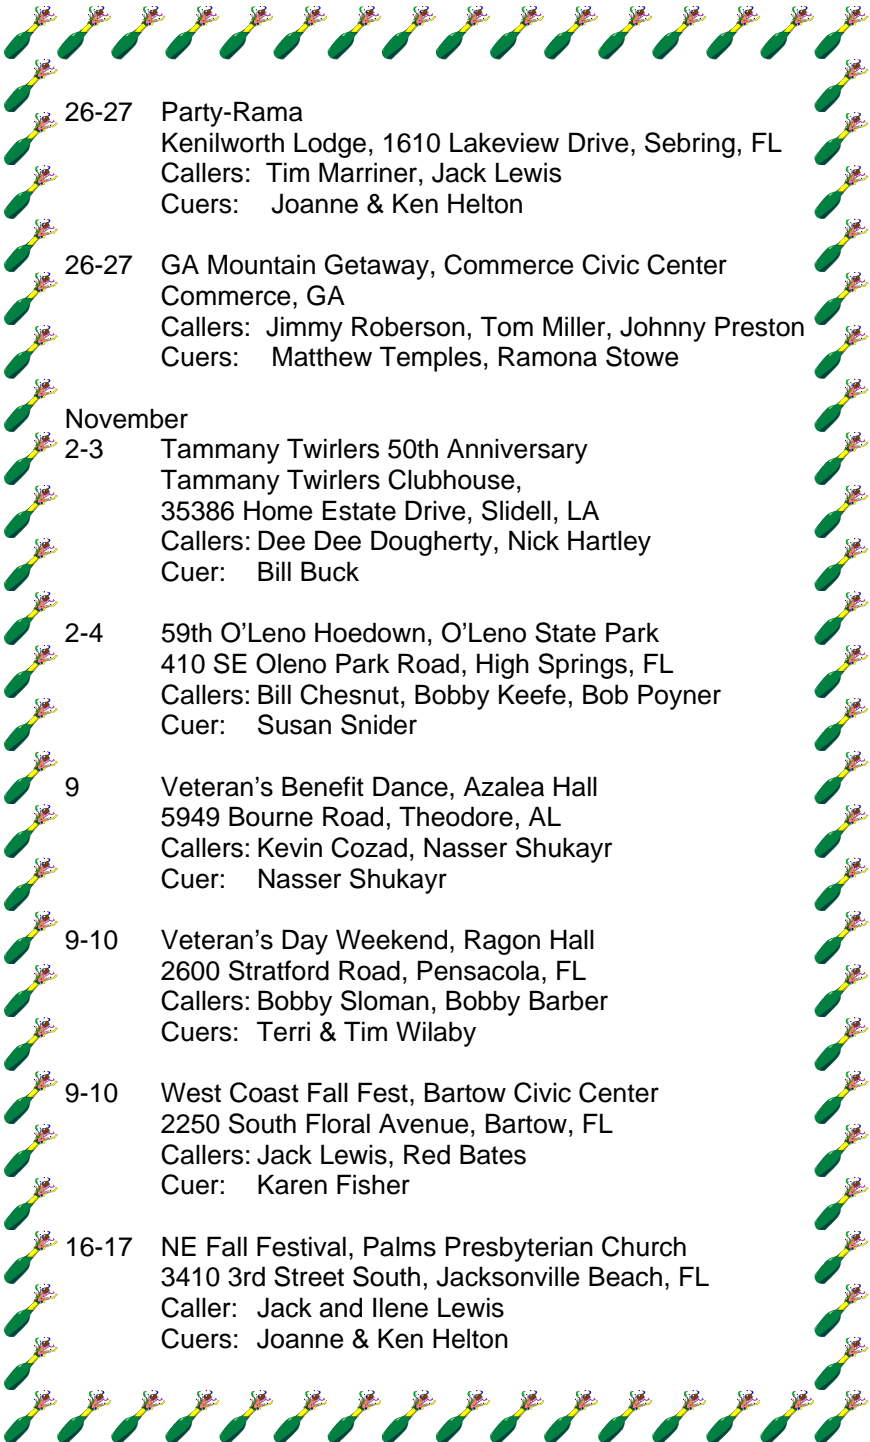 26-27 Party-Rama
Kenilworth Lodge, 1610 Lakeview Drive, Sebring, FL
Callers: Tim Marriner, Jack Lewis
Cuers: Joanne & Ken Helton
26-27 GA Mountain Getaway, Commerce Civic Center
Commerce, GA
Callers: Jimmy Roberson, Tom Miller, Johnny Preston
Cuers: Matthew Temples, Ramona Stowe
November
2-3 Tammany Twirlers 50th Anniversary
Tammany Twirlers Clubhouse,
35386 Home Estate Drive, Slidell, LA
Callers: Dee Dee Dougherty, Nick Hartley
Cuer: Bill Buck
2-4 59th O’Leno Hoedown, O’Leno State Park
410 SE Oleno Park Road, High Springs, FL
Callers: Bill Chesnut, Bobby Keefe, Bob Poyner
Cuer: Susan Snider
9 Veteran’s Benefit Dance, Azalea Hall
5949 Bourne Road, Theodore, AL
Callers: Kevin Cozad, Nasser Shukayr
Cuer: Nasser Shukayr
9-10 Veteran’s Day Weekend, Ragon Hall
2600 Stratford Road, Pensacola, FL
Callers: Bobby Sloman, Bobby Barber
Cuers: Terri & Tim Wilaby
9-10 West Coast Fall Fest, Bartow Civic Center
2250 South Floral Avenue, Bartow, FL
Callers: Jack Lewis, Red Bates
Cuer: Karen Fisher
16-17 NE Fall Festival, Palms Presbyterian Church
3410 3rd Street South, Jacksonville Beach, FL
Caller: Jack and Ilene Lewis
Cuers: Joanne & Ken Helton